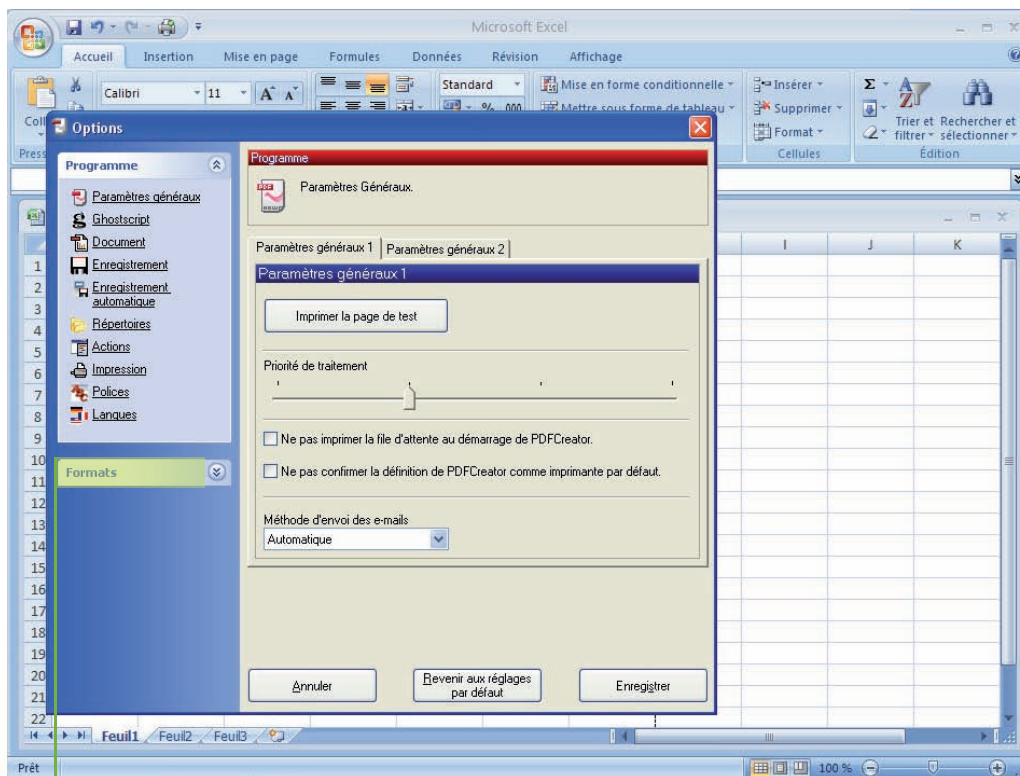 Microsoft Excel
Accueil Insertion Mise en page Formules Données Révision Affichage
Calibri 11 A A Standard Mise en forme conditionnelle Insérer Σ
% 000 Mettre sous forme de tableau Supprimer
Coll Format Trier et filtrer Rechercher et sélectionner
Press Cellules Édition
Options
Programme
Paramètres généraux
Ghostscript
Document
Enregistrement
Enregistrement automatique
Répertoires
Actions
Impression
Polices
Langues
Formats
Programme
Paramètres Généraux.
Paramètres généraux 1 Paramètres généraux 2
Paramètres généraux 1
Imprimer la page de test
Priorité de traitement
Ne pas imprimer la file d'attente au démarrage de PDFCreator.
Ne pas confirmer la définition de PDFCreator comme imprimante par défaut.
Méthode d'envoi des e-mails
Automatique
Annuler
Revenir aux réglages par défaut
Enregistrer
I J K
1
2
3
4
5
6
7
8
9
10
11
12
13
14
15
16
17
18
19
20
21
22
Feuil1 Feuil2 Feuil3
Prêt 100 %